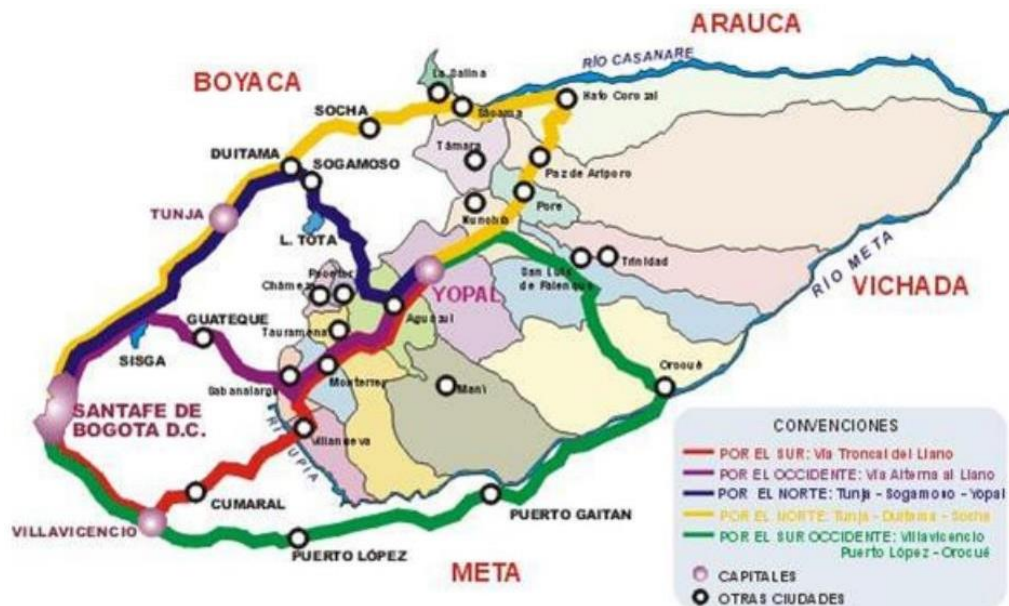 ARAUCA
RÍO CASANARE
BOYACA
La Salina
Hato Corozal
SOCHA
Sácama
DUITAMA
Támara
SOGAMOSO
Paz de Ariporo
TUNJA
Pore
Nunchía
L. TOTA
San Luis
de Palenque
Trinidad
RÍO META
VICHADA
Recetor
Chámeza
YOPAL
Aguazul
GUATEQUE
Tauramena
SISGA
Sabanalarga
Monterrey
Maní
Orocué
SANTAFE DE
BOGOTA D.C.
Villanueva
RÍO UPIA
CUMARAL
PUERTO GAITAN
VILLAVICENCIO
PUERTO LÓPEZ
META
CONVENCIONES
POR EL SUR: Vía Troncal del Llano
POR EL OCCIDENTE: Vía Alterna al Llano
POR EL NORTE: Tunja - Sogamoso - Yopal
POR EL NORTE: Tunja - Duitama - Socha
POR EL SUR OCCIDENTE: Villavicencio
Puerto López - Orocué
CAPITALES
OTRAS CIUDADES